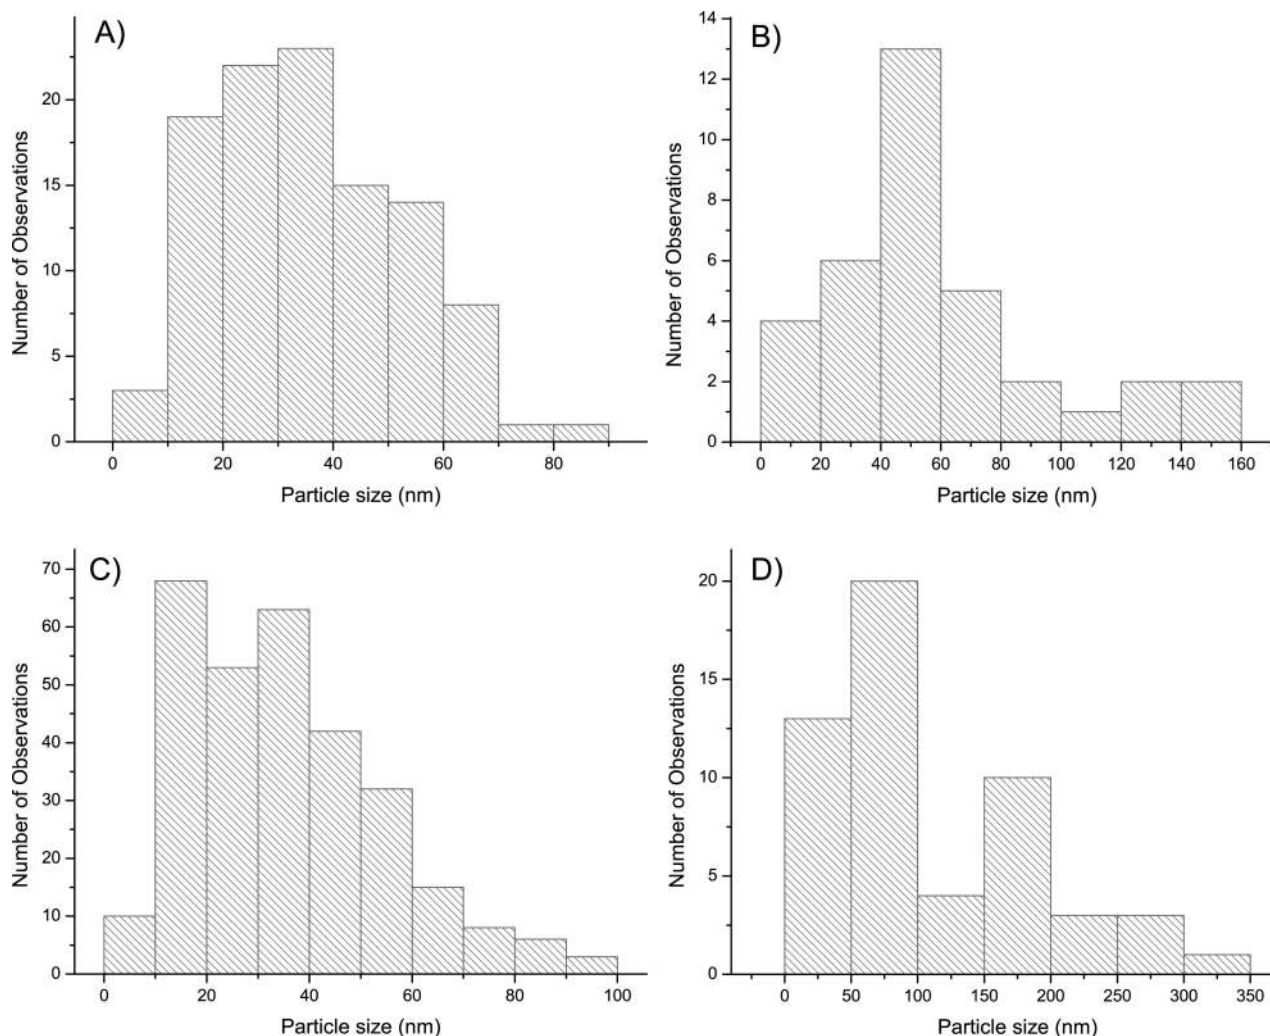 A)
Number of Observations
20
15
10
5
0
0 20 40 60 80
Particle size (nm)
B)
Number of Observations
14
12
10
8
6
4
2
0
0 20 40 60 80 100 120 140 160
Particle size (nm)
C)
Number of Observations
70
60
50
40
30
20
10
0
0 20 40 60 80 100
Particle size (nm)
D)
Number of Observations
20
15
10
5
0
0 50 100 150 200 250 300 350
Particle size (nm)